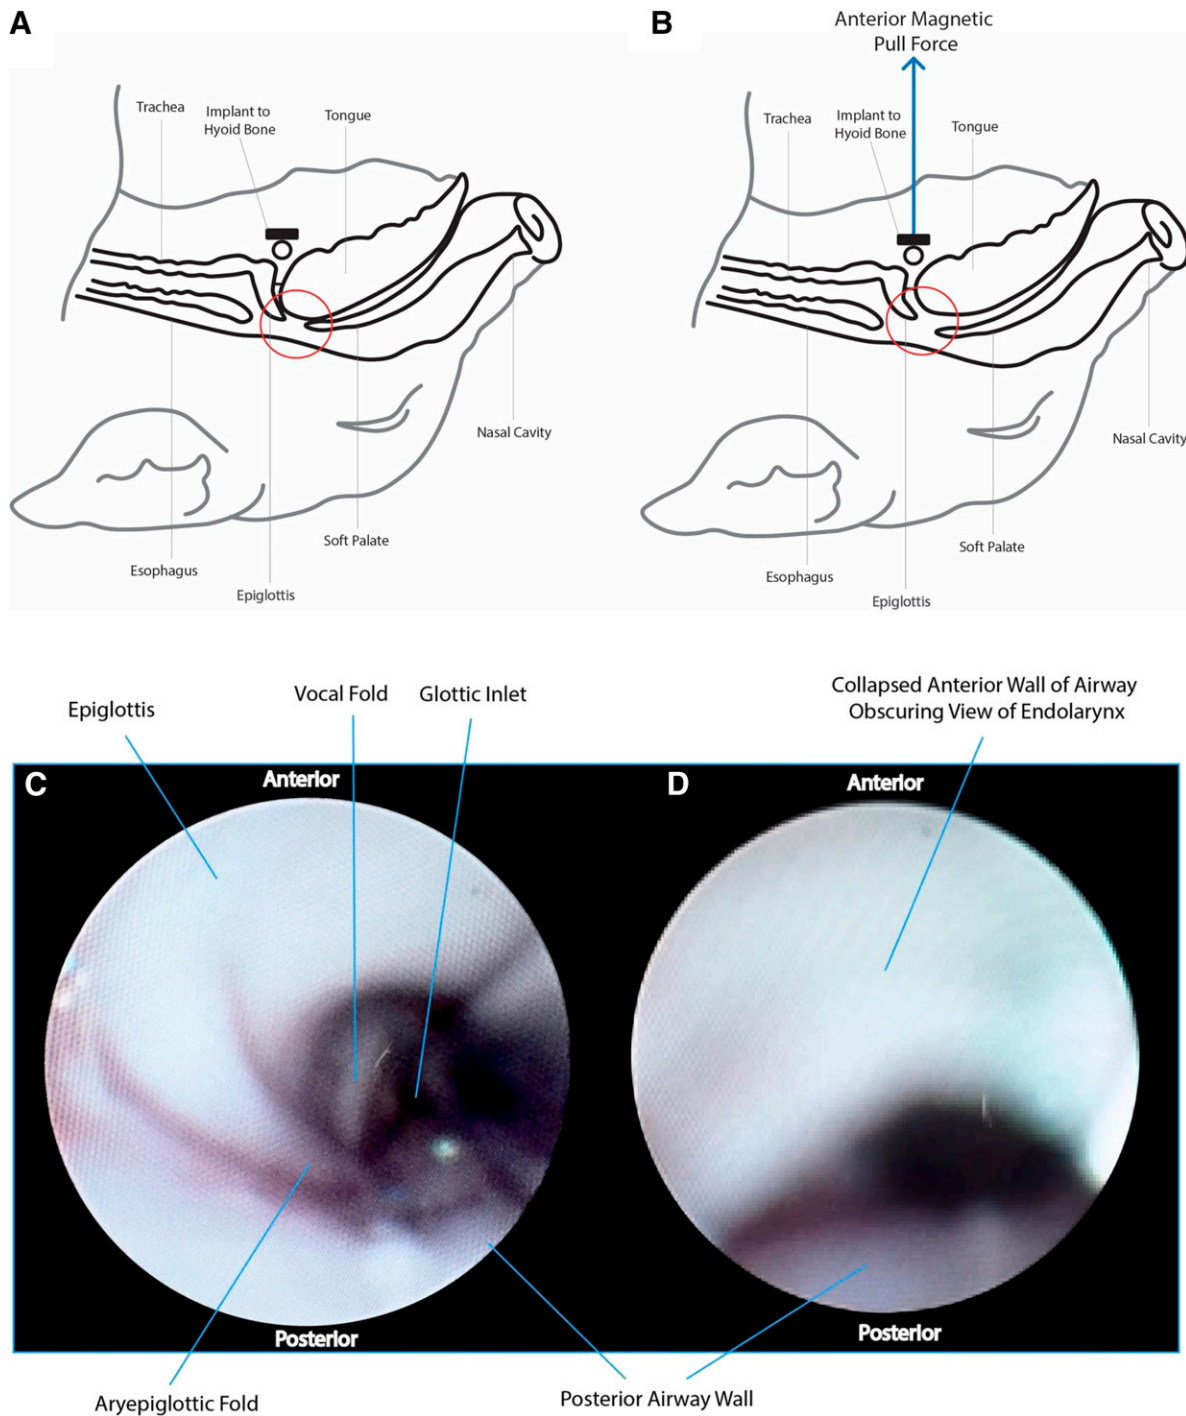 A
Trachea
Implant to
Hyoid Bone
Tongue
Nasal Cavity
Soft Palate
Esophagus
Epiglottis
B
Anterior Magnetic
Pull Force
Trachea
Implant to
Hyoid Bone
Tongue
Nasal Cavity
Soft Palate
Esophagus
Epiglottis
Epiglottis
Vocal Fold
Glottic Inlet
Collapsed Anterior Wall of Airway
Obscuring View of Endolarynx
C
Anterior
D
Anterior
Posterior
Posterior
Aryepiglottic Fold
Posterior Airway Wall